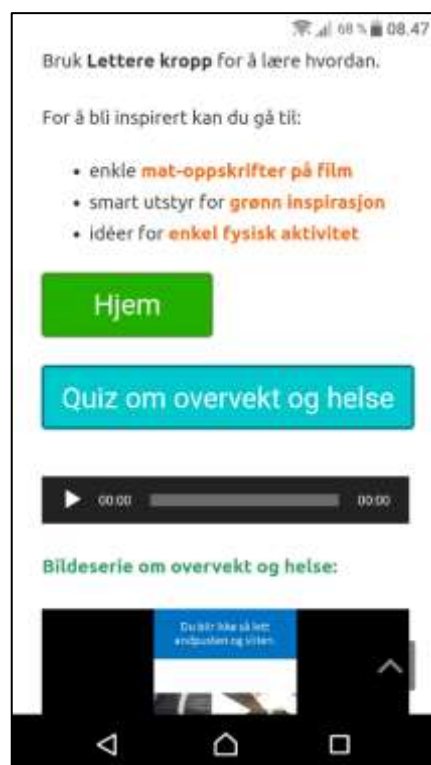 68 % 08.47
Bruk Lettere kropp for å lære hvordan.
For å bli inspirert kan du gå til:
• enkle mat-oppskrifter på film
• smart utstyr for grønn inspirasjon
• idéer for enkel fysisk aktivitet
Hjem
Quiz om overvekt og helse
00:00 00:00
Bildeserie om overvekt og helse:
Du blir ikke så lett
andpusten og sliten